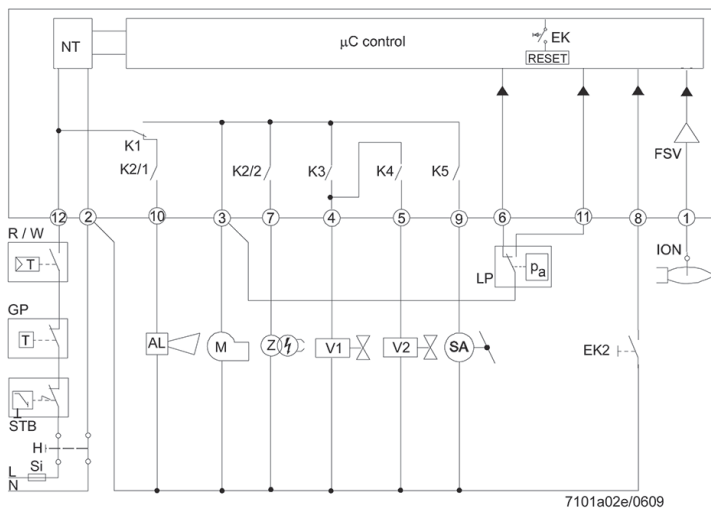 NT
µC control
EK
RESET
FSV
K1
K2/1
K2/2
K3
K4
K5
12
2
10
3
7
4
5
9
6
11
8
1
R / W
T
GP
T
STB
H
Si
L
N
AL
M
Z
V1
V2
SA
LP
pa
EK2
ION
7101a02e/0609